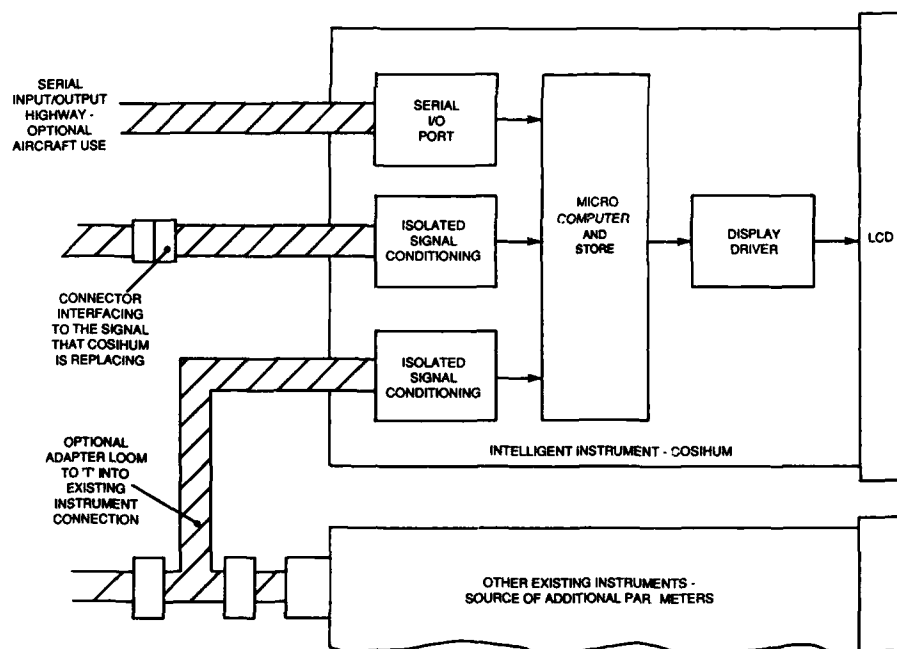 SERIAL
INPUT/OUTPUT
HIGHWAY -
OPTIONAL
AIRCRAFT USE
SERIAL
I/O
PORT
ISOLATED
SIGNAL
CONDITIONING
MICRO
COMPUTER
AND
STORE
DISPLAY
DRIVER
LCD
CONNECTOR
INTERFACING
TO THE SIGNAL
THAT COSIHUM
IS REPLACING
ISOLATED
SIGNAL
CONDITIONING
INTELLIGENT INSTRUMENT - COSIHUM
OPTIONAL
ADAPTER LOOM
TO 'T' INTO
EXISTING
INSTRUMENT
CONNECTION
OTHER EXISTING INSTRUMENTS -
SOURCE OF ADDITIONAL PAR METERS